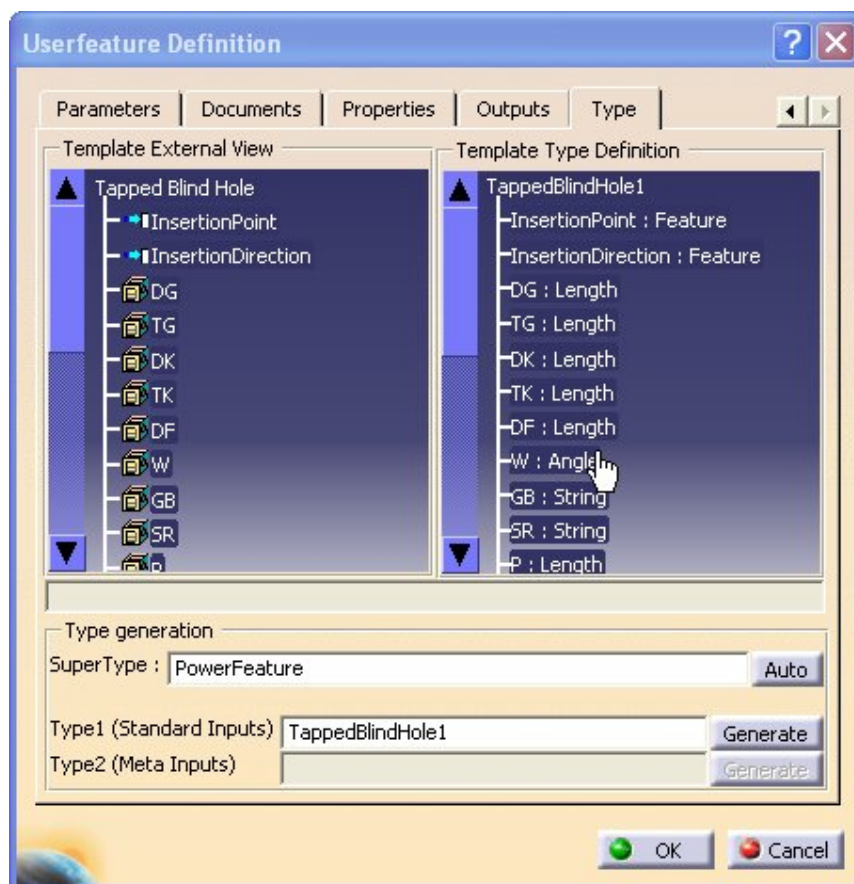 Userfeature Definition
Parameters Documents Properties Outputs Type
Template External View
Tapped Blind Hole
InsertionPoint
InsertionDirection
DG
TG
DK
TK
DF
W
GB
SR
P
Template Type Definition
TappedBlindHole1
InsertionPoint : Feature
InsertionDirection : Feature
DG : Length
TG : Length
DK : Length
TK : Length
DF : Length
W : Angle
GB : String
SR : String
P : Length
Type generation
SuperType : PowerFeature Auto
Type1 (Standard Inputs) TappedBlindHole1 Generate
Type2 (Meta Inputs) Generate
OK Cancel